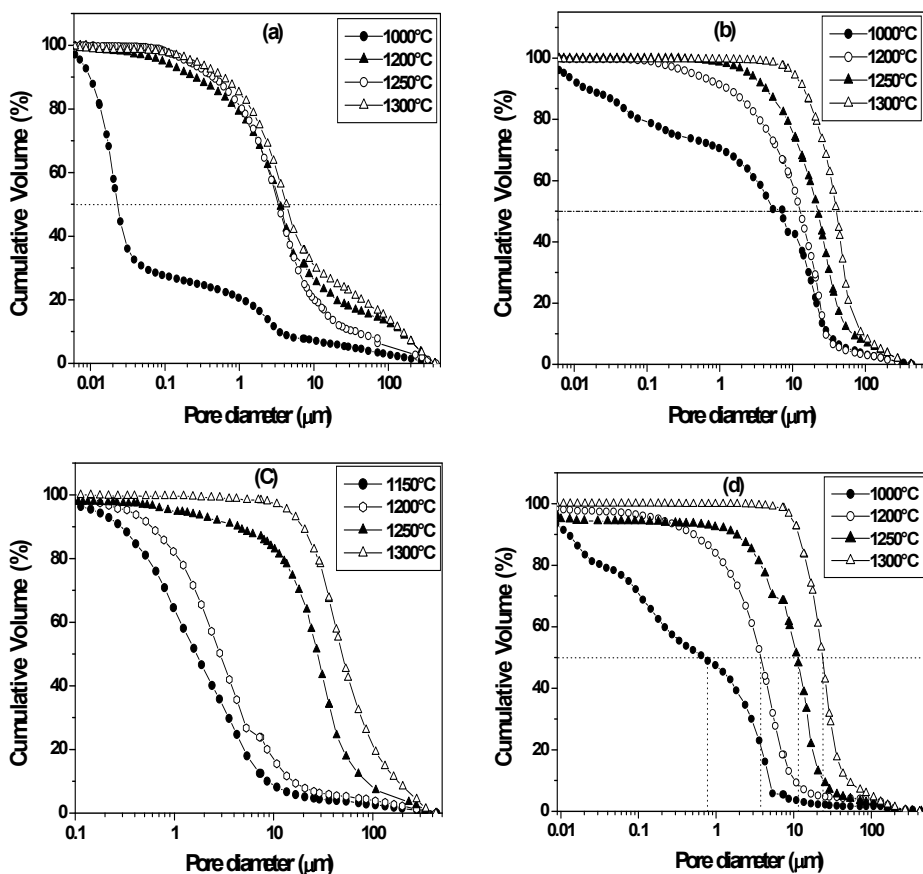 (a)
1000°C
1200°C
1250°C
1300°C
Cumulative Volume (%)
100
80
60
40
20
0
0.01 0.1 1 10 100
Pore diameter (μm)
(b)
1000°C
1200°C
1250°C
1300°C
Cumulative Volume (%)
100
80
60
40
20
0
0.01 0.1 1 10 100
Pore diameter (μm)
(C)
1150°C
1200°C
1250°C
1300°C
Cumulative Volume (%)
100
80
60
40
20
0
0.1 1 10 100
Pore diameter (μm)
(d)
1000°C
1200°C
1250°C
1300°C
Cumulative Volume (%)
100
80
60
40
20
0
0.01 0.1 1 10 100
Pore diameter (μm)